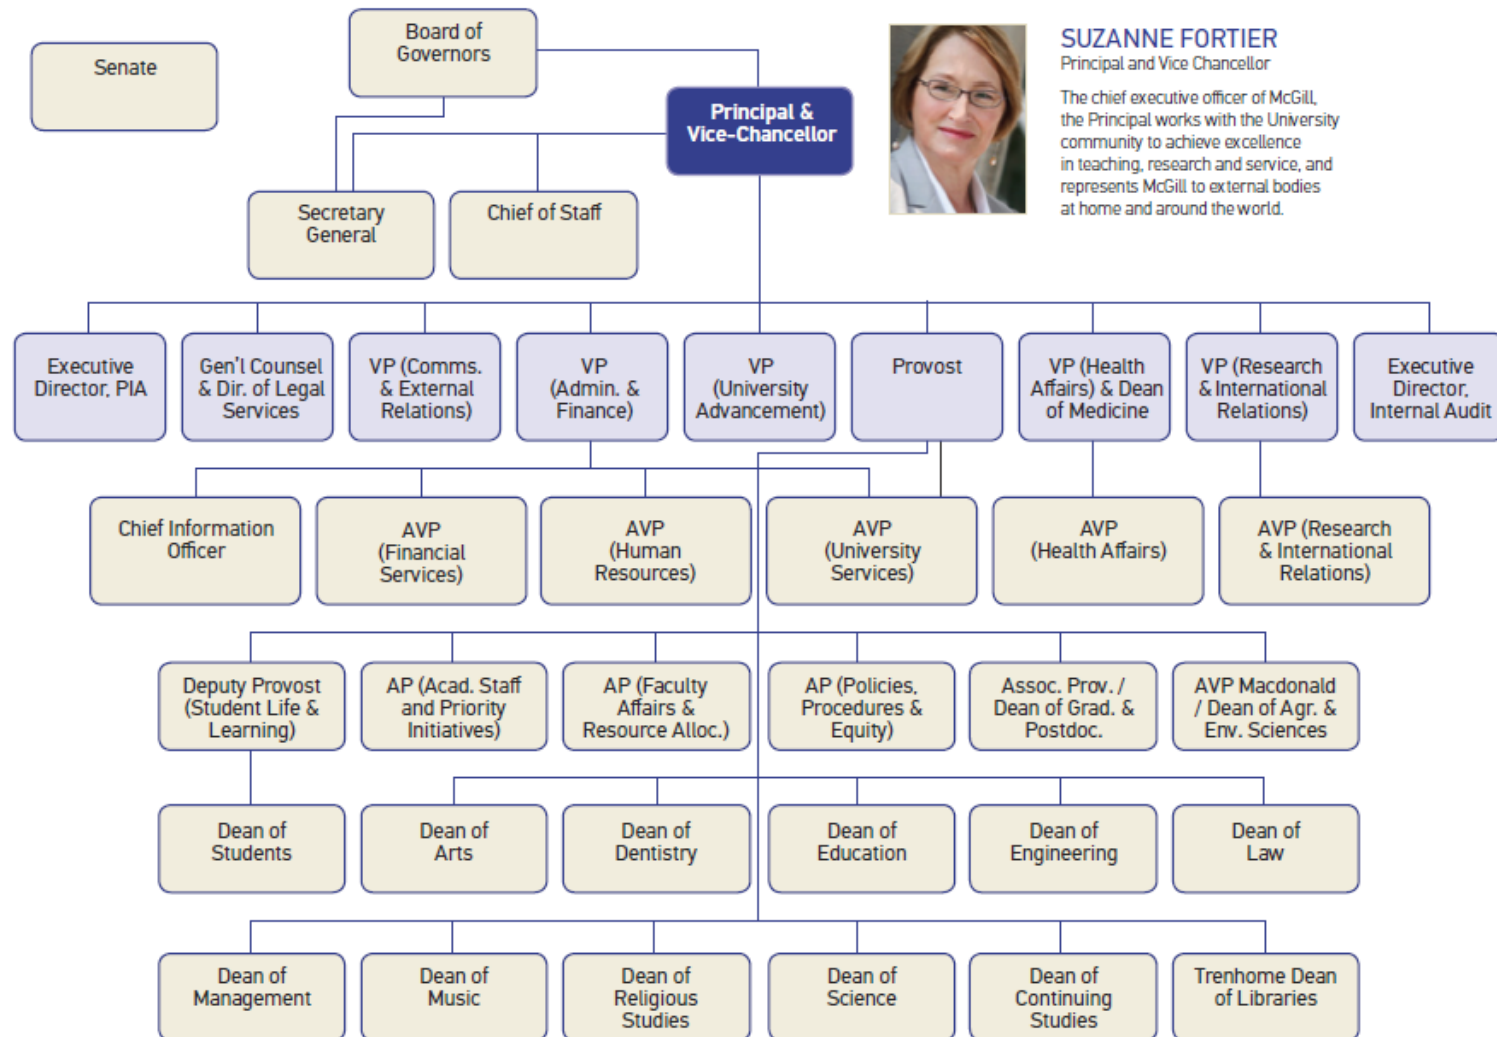 Senate
Board of
Governors
Principal &
Vice-Chancellor
SUZANNE FORTIER
Principal and Vice Chancellor
The chief executive officer of McGill,
the Principal works with the University
community to achieve excellence
in teaching, research and service, and
represents McGill to external bodies
at home and around the world.
Secretary
General
Chief of Staff
Executive
Director, PIA
Gen'l Counsel
& Dir. of Legal
Services
VP (Comms.
& External
Relations)
VP
(Admin. &
Finance)
VP
(University
Advancement)
Provost
VP (Health
Affairs) & Dean
of Medicine
VP (Research
& International
Relations)
Executive
Director,
Internal Audit
Chief Information
Officer
AVP
(Financial
Services)
AVP
(Human
Resources)
AVP
(University
Services)
AVP
(Health Affairs)
AVP (Research
& International
Relations)
Deputy Provost
(Student Life &
Learning)
AP (Acad. Staff
and Priority
Initiatives)
AP (Faculty
Affairs &
Resource Alloc.)
AP (Policies,
Procedures &
Equity)
Assoc. Prov. /
Dean of Grad. &
Postdoc.
AVP Macdonald
/ Dean of Agr. &
Env. Sciences
Dean of
Students
Dean of
Arts
Dean of
Dentistry
Dean of
Education
Dean of
Engineering
Dean of
Law
Dean of
Management
Dean of
Music
Dean of
Religious
Studies
Dean of
Science
Dean of
Continuing
Studies
Trenhome Dean
of Libraries